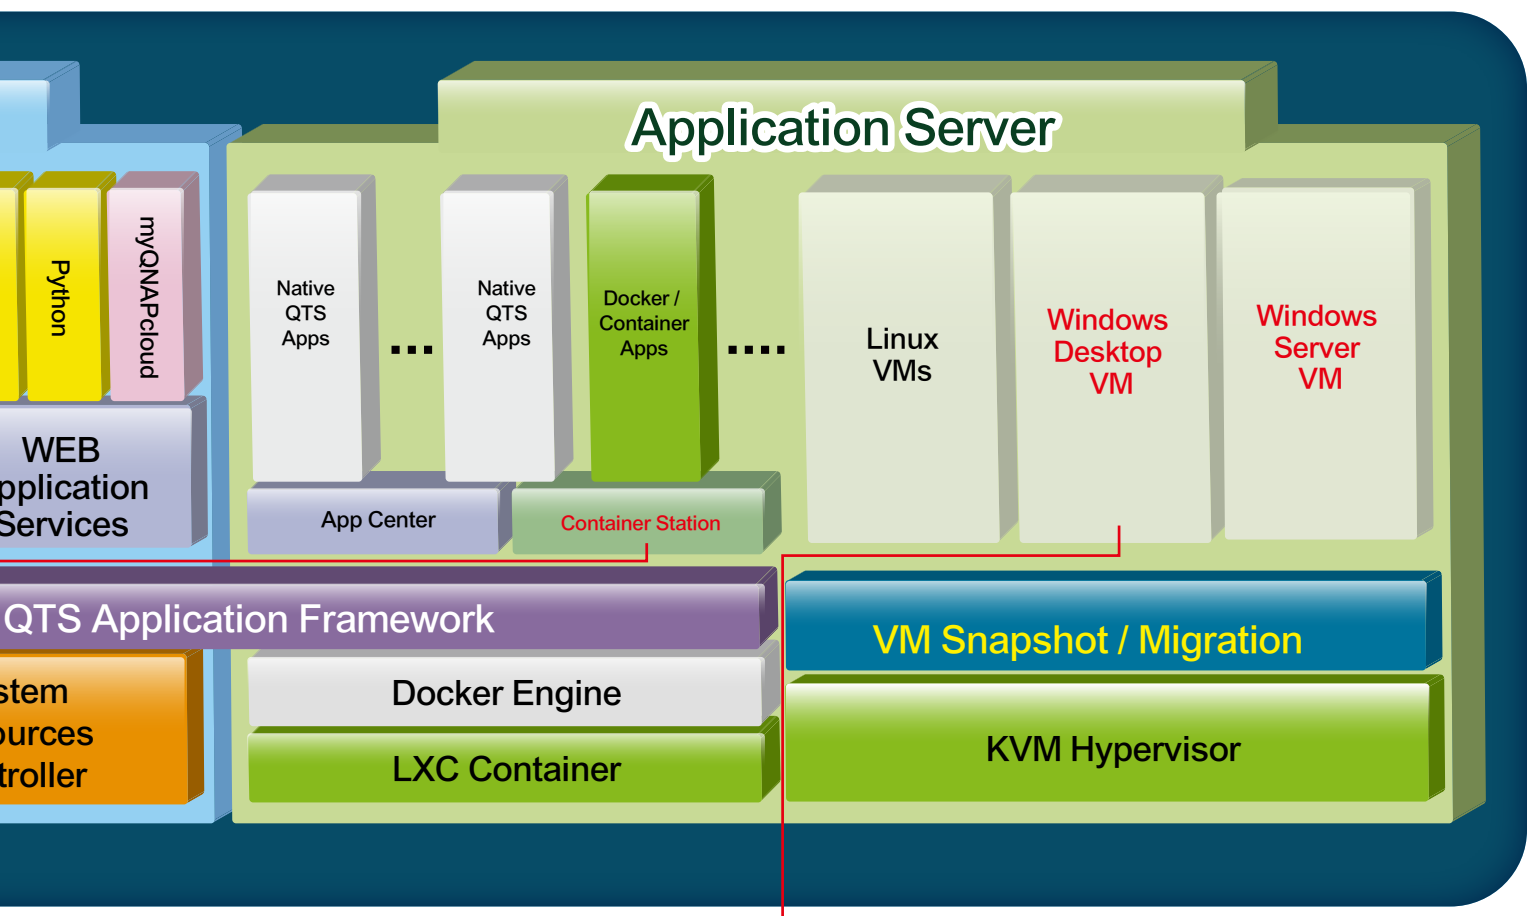 Application Server
Python
myQNAPcloud
Native
QTS
Apps
...
Native
QTS
Apps
Docker /
Container
Apps
....
Linux
VMs
Windows
Desktop
VM
Windows
Server
VM
WEB
pplication
Services
App Center
Container Station
QTS Application Framework
VM Snapshot / Migration
stem
ources
troller
Docker Engine
LXC Container
KVM Hypervisor